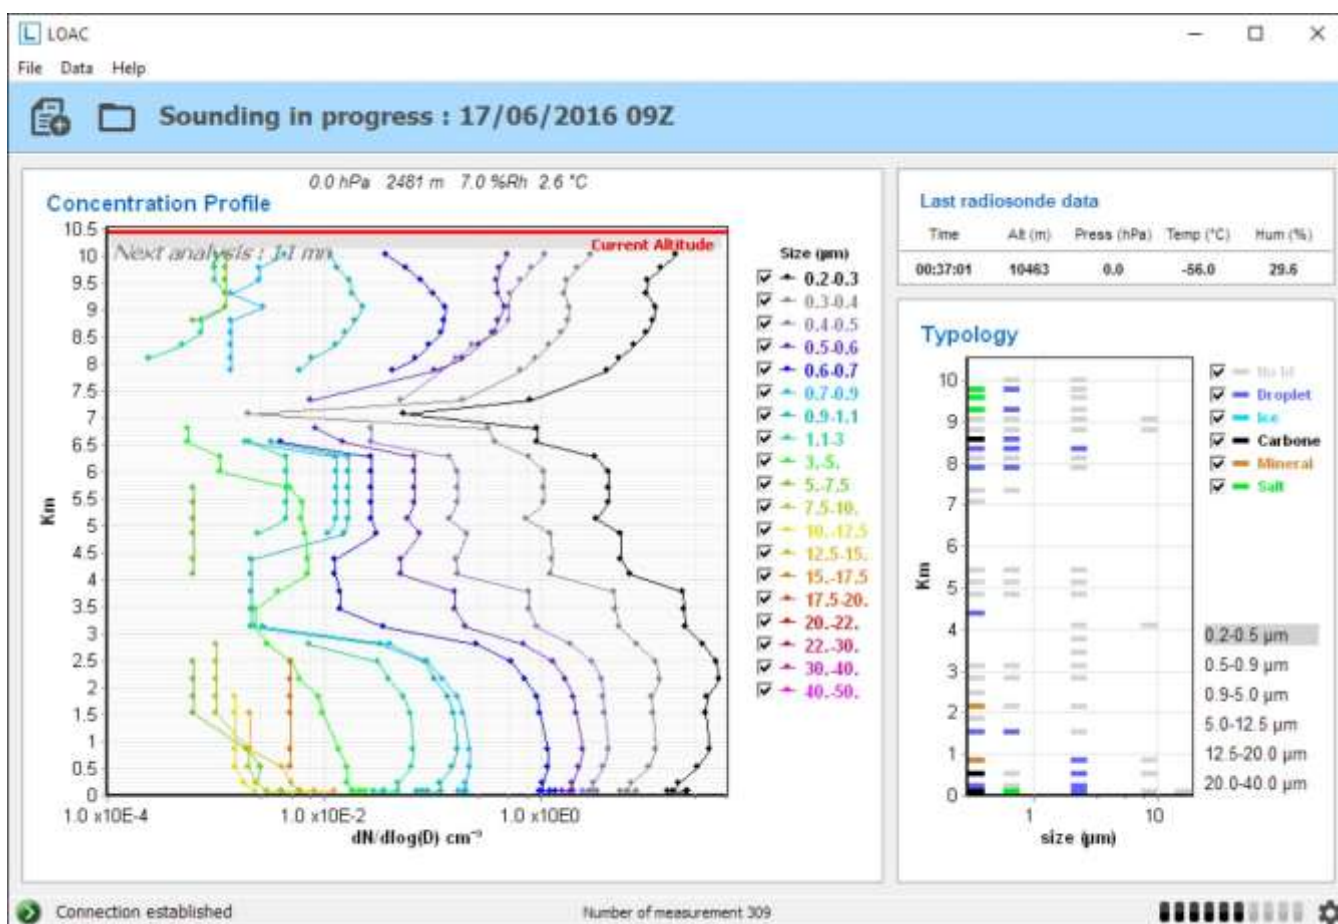 LOAC
File Data Help
Sounding in progress : 17/06/2016 09Z
0.0 hPa 2481 m 7.0 %Rh 2.6 °C
Concentration Profile
Next analysis : 11 mn
Current Altitude
10.5
10
9.5
9
8.5
8
7.5
7
6.5
6
5.5
5
4.5
4
3.5
3
2.5
2
1.5
1
0.5
0
Km
1.0 x10E-4
1.0 x10E-2
1.0 x10E0
dN/dlog(D) cm⁻³
Size (µm)
0.2-0.3
0.3-0.4
0.4-0.5
0.5-0.6
0.6-0.7
0.7-0.9
0.9-1.1
1.1-3
3.-5.
5.-7.5
7.5-10.
10.-12.5
12.5-15.
15.-17.5
17.5-20.
20.-22.
22.-30.
30.-40.
40.-50.
Last radiosonde data
Time Alt (m) Press (hPa) Temp (°C) Hum (%)
00:37:01 10463 0.0 -56.0 29.6
Typology
10
9
8
7
6
5
4
3
2
1
0
Km
1
10
size (µm)
No Id
Droplet
Ice
Carbone
Mineral
Salt
0.2-0.5 µm
0.5-0.9 µm
0.9-5.0 µm
5.0-12.5 µm
12.5-20.0 µm
20.0-40.0 µm
Connection established
Number of measurement 309